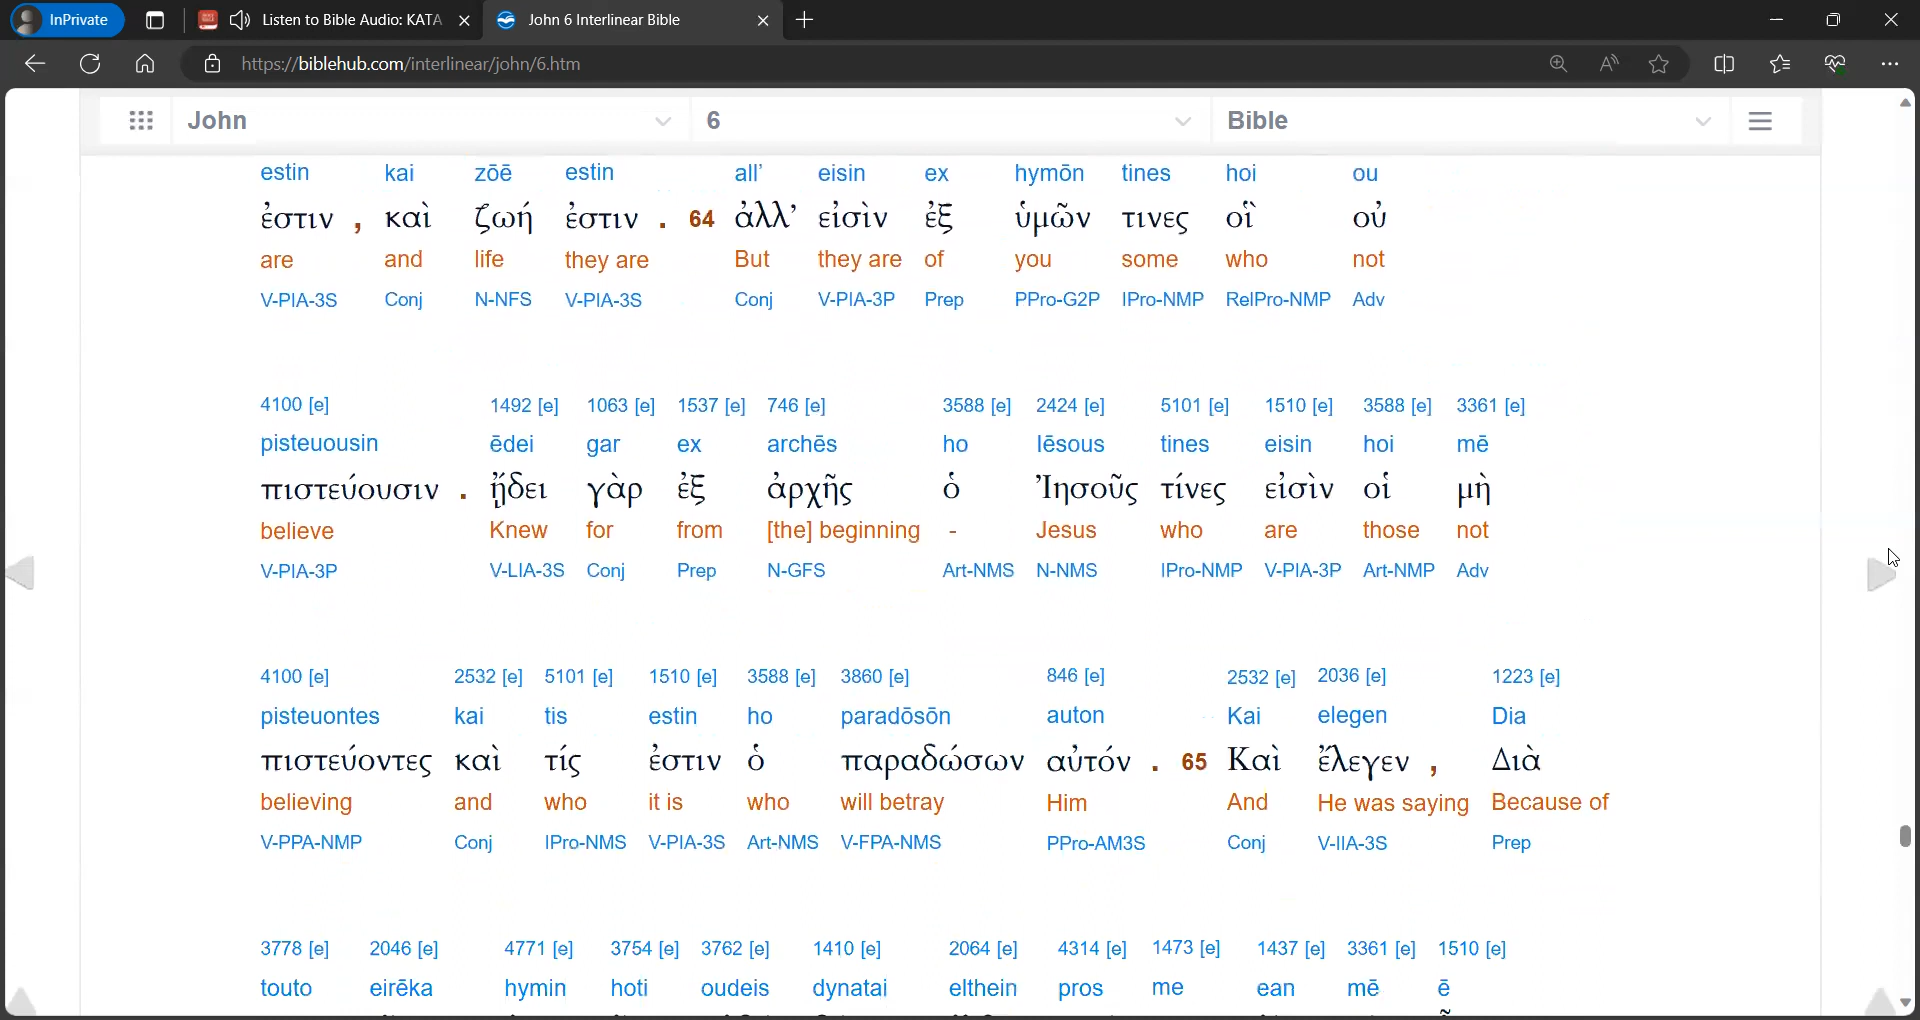 InPrivate
Listen to Bible Audio: KATA
John 6 Interlinear Bible
https://biblehub.com/interlinear/john/6.htm
John 6 Bible
estin kai zōē estin all’ eisin ex hymōn tines hoi ou
ἐστιν , καὶ ζωή ἐστιν . 64 ἀλλ’ εἰσὶν ἐξ ὑμῶν τινες οἳ οὐ
are and life they are But they are of you some who not
V-PIA-3S Conj N-NFS V-PIA-3S Conj V-PIA-3P Prep PPro-G2P IPro-NMP RelPro-NMP Adv
4100 [e] 1492 [e] 1063 [e] 1537 [e] 746 [e] 3588 [e] 2424 [e] 5101 [e] 1510 [e] 3588 [e] 3361 [e]
pisteuousin ēdei gar ex archēs ho Iēsous tines eisin hoi mē
πιστεύουσιν . ᾔδει γὰρ ἐξ ἀρχῆς ὁ Ἰησοῦς τίνες εἰσὶν οἱ μὴ
believe Knew for from [the] beginning - Jesus who are those not
V-PIA-3P V-LIA-3S Conj Prep N-GFS Art-NMS N-NMS IPro-NMP V-PIA-3P Art-NMP Adv
4100 [e] 2532 [e] 5101 [e] 1510 [e] 3588 [e] 3860 [e] 846 [e] 2532 [e] 2036 [e] 1223 [e]
pisteuontes kai tis estin ho paradōsōn auton Kai elegen Dia
πιστεύοντες καὶ τίς ἐστιν ὁ παραδώσων αὐτόν . 65 Καὶ ἔλεγεν , Διὰ
believing and who it is who will betray Him And He was saying Because of
V-PPA-NMP Conj IPro-NMS V-PIA-3S Art-NMS V-FPA-NMS PPro-AM3S Conj V-IIA-3S Prep
3778 [e] 2046 [e] 4771 [e] 3754 [e] 3762 [e] 1410 [e] 2064 [e] 4314 [e] 1473 [e] 1437 [e] 3361 [e] 1510 [e]
touto eirēka hymin hoti oudeis dynatai elthein pros me ean mē ē